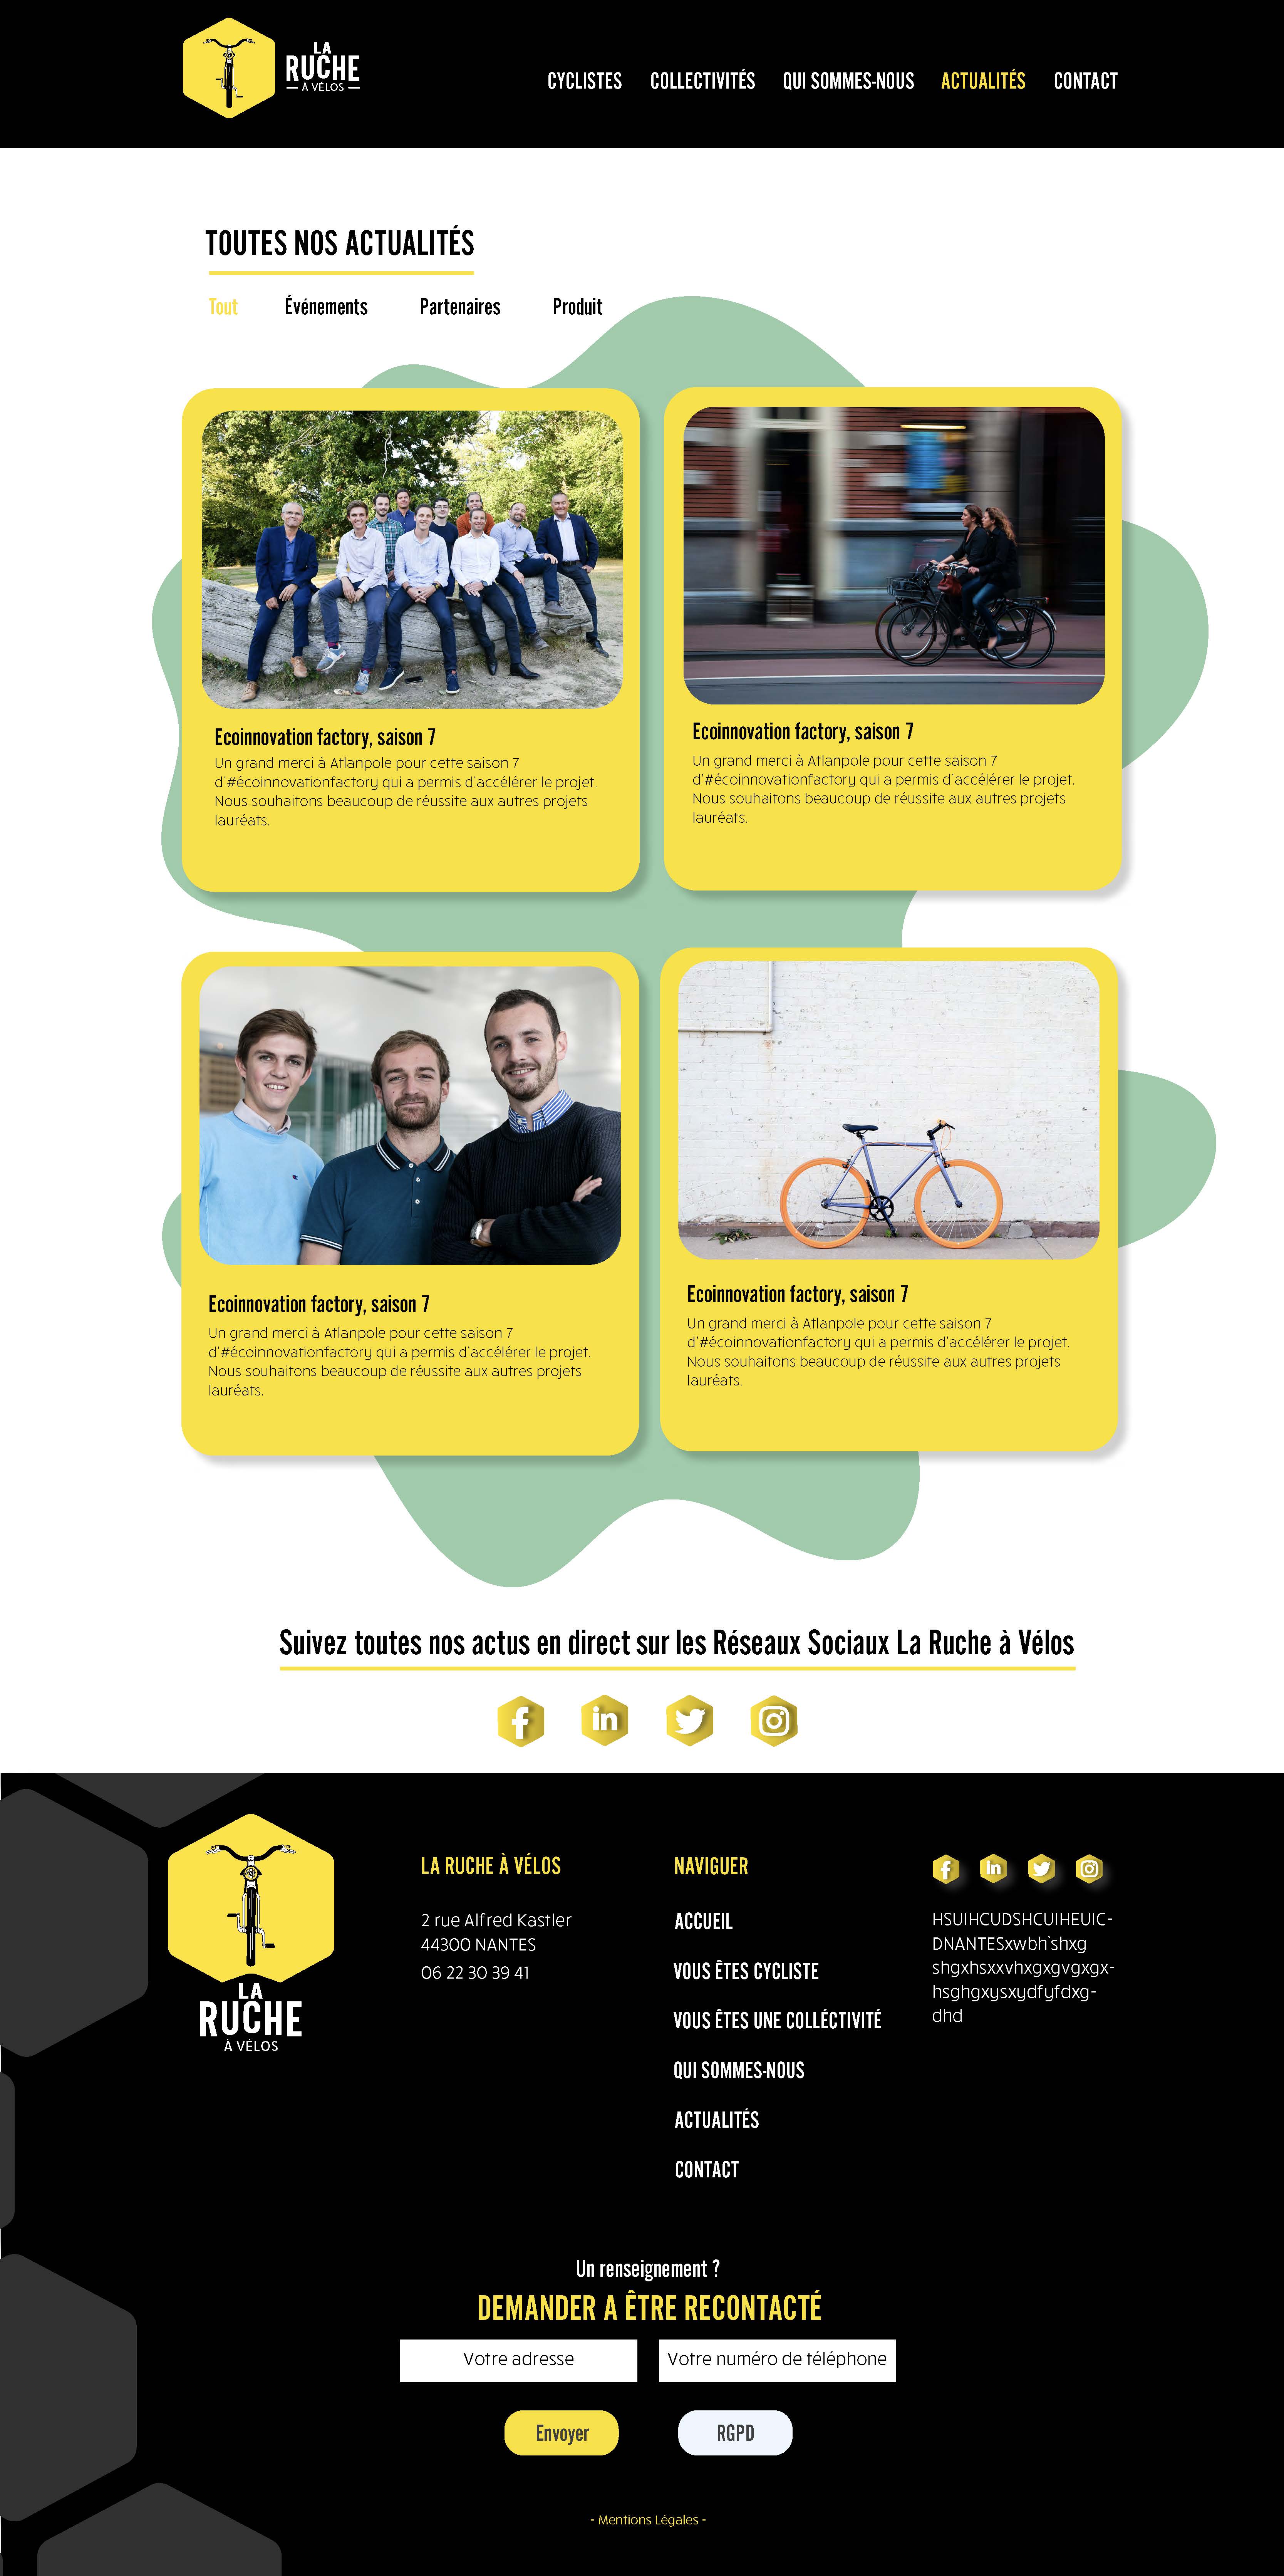 LA
RUCHE
À VÉLOS
CYCLISTES COLLECTIVITÉS QUI SOMMES-NOUS ACTUALITÉS CONTACT
TOUTES NOS ACTUALITÉS
Tout Événements Partenaires Produit
Ecoinnovation factory, saison 7
Un grand merci à Atlanpole pour cette saison 7
d'#écoinnovationfactory qui a permis d'accélérer le projet.
Nous souhaitons beaucoup de réussite aux autres projets
lauréats.
Ecoinnovation factory, saison 7
Un grand merci à Atlanpole pour cette saison 7
d'#écoinnovationfactory qui a permis d'accélérer le projet.
Nous souhaitons beaucoup de réussite aux autres projets
lauréats.
Ecoinnovation factory, saison 7
Un grand merci à Atlanpole pour cette saison 7
d'#écoinnovationfactory qui a permis d'accélérer le projet.
Nous souhaitons beaucoup de réussite aux autres projets
lauréats.
Ecoinnovation factory, saison 7
Un grand merci à Atlanpole pour cette saison 7
d'#écoinnovationfactory qui a permis d'accélérer le projet.
Nous souhaitons beaucoup de réussite aux autres projets
lauréats.
Suivez toutes nos actus en direct sur les Réseaux Sociaux La Ruche à Vélos
LA
RUCHE
À VÉLOS
LA RUCHE À VÉLOS
2 rue Alfred Kastler
44300 NANTES
06 22 30 39 41
NAVIGUER
ACCUEIL
VOUS ÊTES CYCLISTE
VOUS ÊTES UNE COLLÉCTIVITÉ
QUI SOMMES-NOUS
ACTUALITÉS
CONTACT
HSUIHCUDSHCUIHEUIC-
DNANTESxwbh`shxg
shgxhsxxvhxgxgvgxgx-
hsghgxysxydfyfdxg-
dhd
Un renseignement ?
DEMANDER A ÊTRE RECONTACTÉ
Votre adresse Votre numéro de téléphone
Envoyer RGPD
- Mentions Légales -